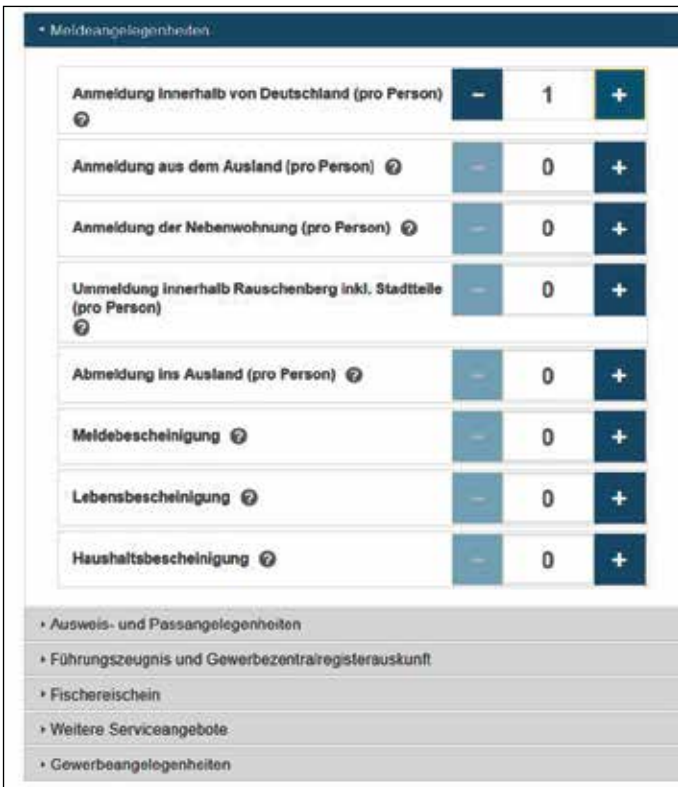 Meldeangelegenheiten
Anmeldung innerhalb von Deutschland (pro Person)
- 1 +
Anmeldung aus dem Ausland (pro Person)
- 0 +
Anmeldung der Nebenwohnung (pro Person)
- 0 +
Ummeldung innerhalb Rauschenberg inkl. Stadtteile
(pro Person)
- 0 +
Abmeldung ins Ausland (pro Person)
- 0 +
Meldebescheinigung
- 0 +
Lebensbescheinigung
- 0 +
Haushaltsbescheinigung
- 0 +
Ausweis- und Passangelegenheiten
Führungszeugnis und Gewerbezentralregisterauskunft
Fischereischein
Weitere Serviceangebote
Gewerbeangelegenheiten